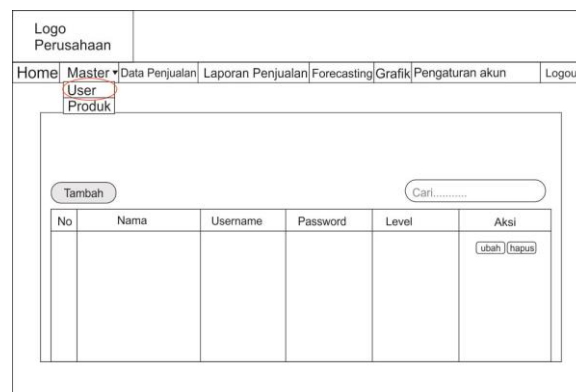 Logo
Perusahaan
Home Master Data Penjualan Laporan Penjualan Forecasting Grafik Pengaturan akun Logou
User
Produk
Tambah Cari...........
No Nama Username Password Level Aksi
ubah hapus